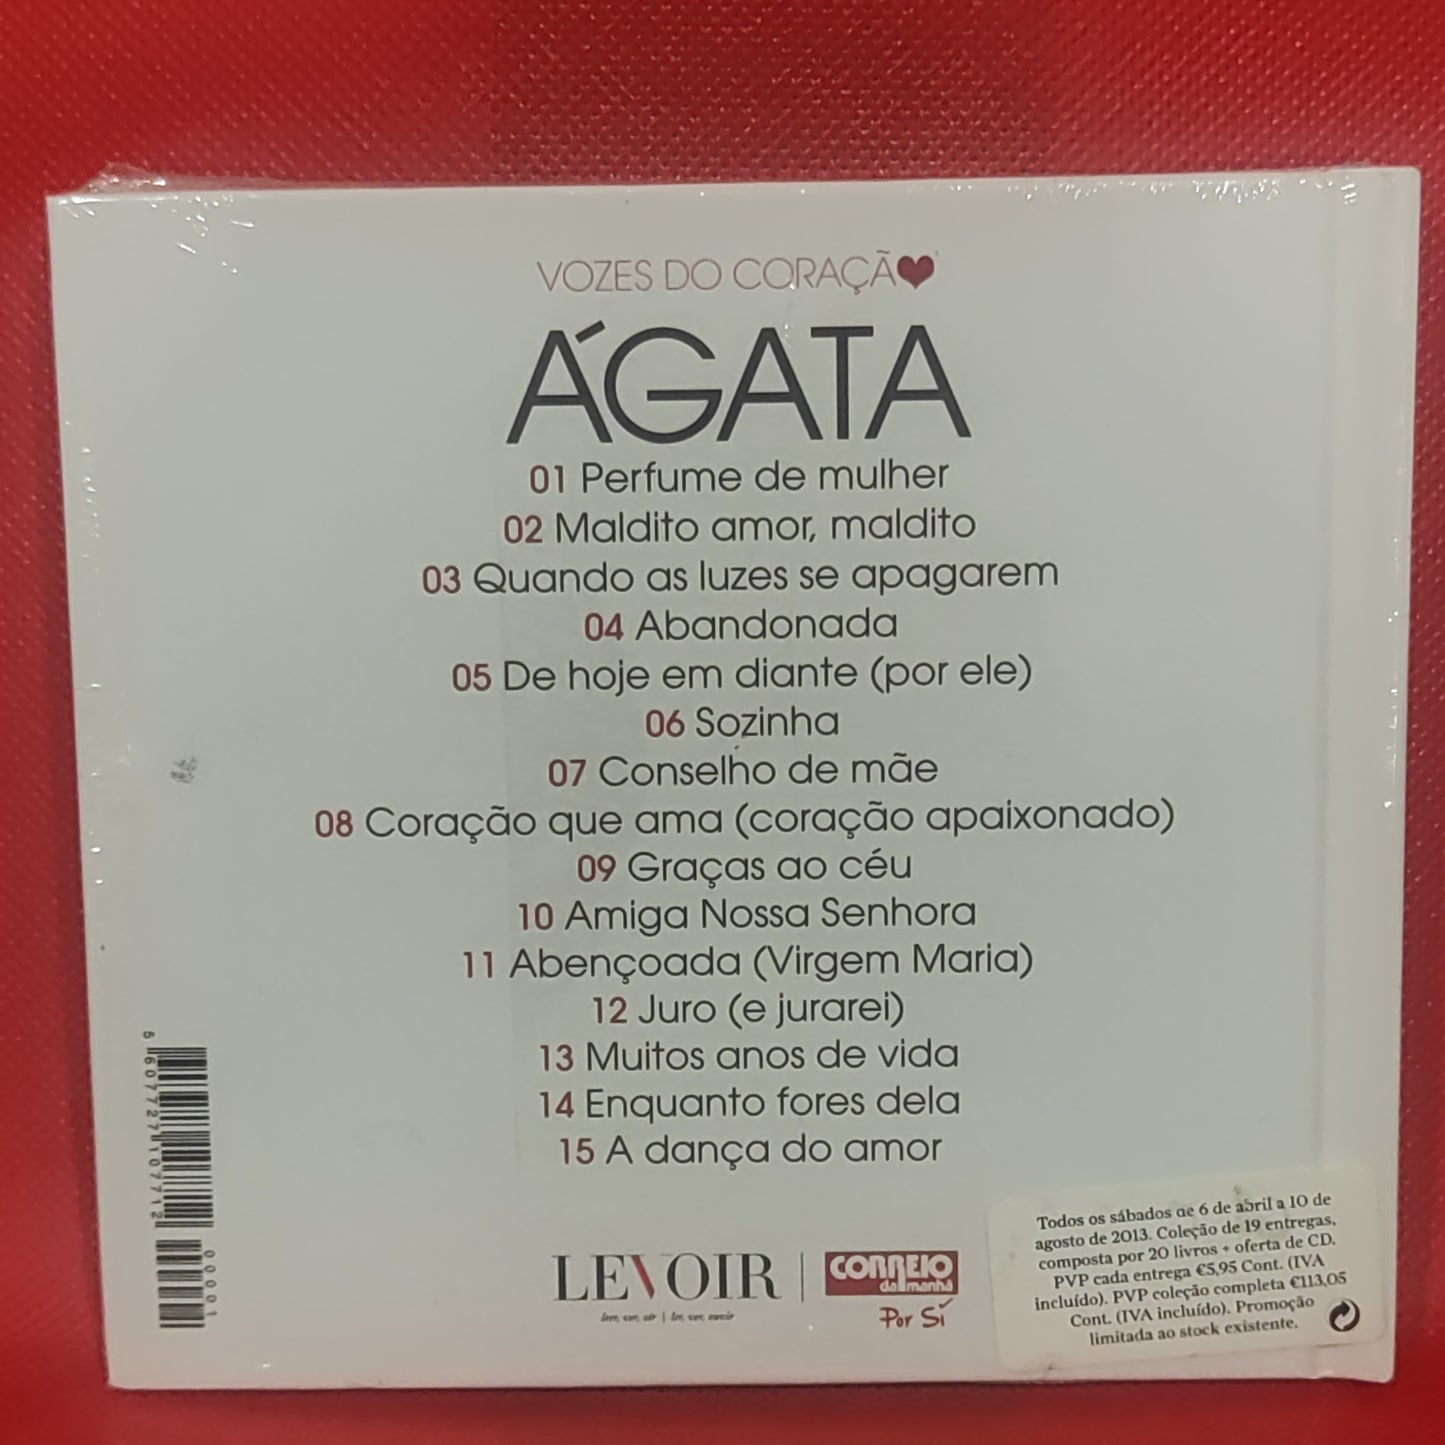 VOZES DO CORAÇÃ❤
ÁGATA
01 Perfume de mulher
02 Maldito amor, maldito
03 Quando as luzes se apagarem
04 Abandonada
05 De hoje em diante (por ele)
06 Sozinha
07 Conselho de mãe
08 Coração que ama (coração apaixonado)
09 Graças ao céu
10 Amiga Nossa Senhora
11 Abençoada (Virgem Maria)
12 Juro (e jurarei)
13 Muitos anos de vida
14 Enquanto fores dela
15 A dança do amor
5 607727 107712
00001
LEVOIR
CORREIO
da manhã
Por Sí
Todos os sábados de 6 de abril a 10 de
agosto de 2013. Coleção de 19 entregas,
composta por 20 livros + oferta de CD.
PVP cada entrega €5,95 Cont. (IVA
incluído). PVP coleção completa €113,05
Cont. (IVA incluído). Promoção
limitada ao stock existente.